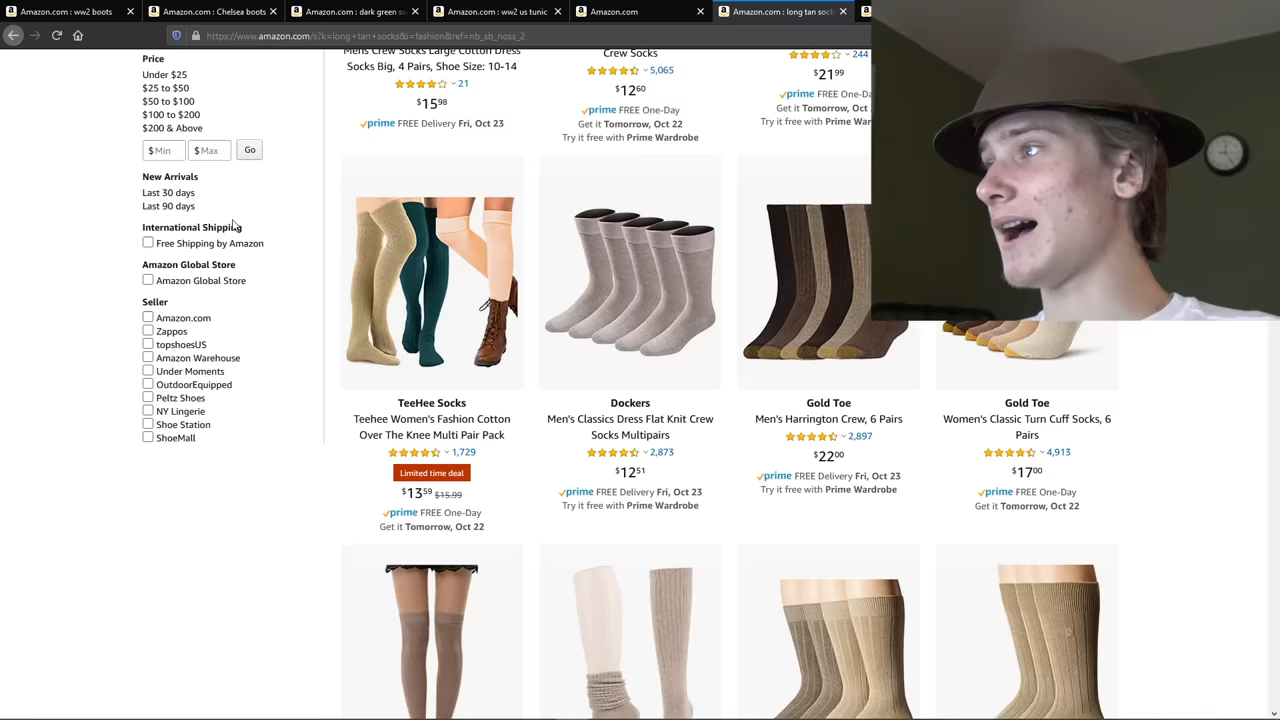 Amazon.com : ww2 boots
Amazon.com : Chelsea boots
Amazon.com : dark green sw
Amazon.com : ww2 us tunic
Amazon.com
Amazon.com : long tan sock
https://www.amazon.com/s?k=long+tan+socks&i=fashion&ref=nb_sb_noss_2
Price
Under $25
$25 to $50
$50 to $100
$100 to $200
$200 & Above
$ Min
$ Max
Go
New Arrivals
Last 30 days
Last 90 days
International Shipping
Free Shipping by Amazon
Amazon Global Store
Amazon Global Store
Seller
Amazon.com
Zappos
topshoesUS
Amazon Warehouse
Under Moments
OutdoorEquipped
Peltz Shoes
NY Lingerie
Shoe Station
ShoeMall
Mens Crew Socks Large Cotton Dress
Socks Big, 4 Pairs, Shoe Size: 10-14
21
$15 98
prime FREE Delivery Fri, Oct 23
Crew Socks
5,065
$12 60
prime FREE One-Day
Get it Tomorrow, Oct 22
Try it free with Prime Wardrobe
244
$21 99
prime FREE One-Da
Get it Tomorrow, Oct
Try it free with Prime War
TeeHee Socks
Teehee Women's Fashion Cotton
Over The Knee Multi Pair Pack
1,729
Limited time deal
$13 59 $15.99
prime FREE One-Day
Get it Tomorrow, Oct 22
Dockers
Men's Classics Dress Flat Knit Crew
Socks Multipairs
2,873
$12 51
prime FREE Delivery Fri, Oct 23
Try it free with Prime Wardrobe
Gold Toe
Men's Harrington Crew, 6 Pairs
2,897
$22 00
prime FREE Delivery Fri, Oct 23
Try it free with Prime Wardrobe
Gold Toe
Women's Classic Turn Cuff Socks, 6
Pairs
4,913
$17 00
prime FREE One-Day
Get it Tomorrow, Oct 22